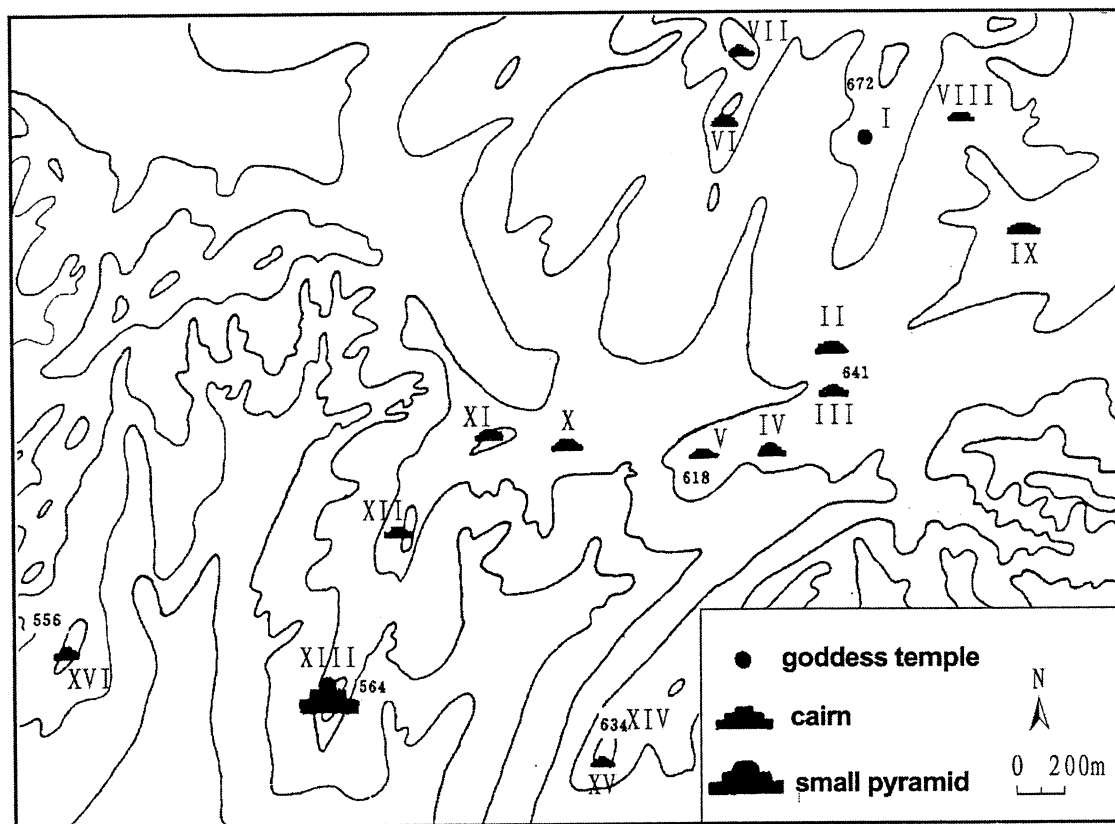 VII
672
VIII
I
VI
IX
II
641
III
XI
X
V
IV
618
XII
556
XVI
XIII
564
634
XIV
XV
goddess temple
cairn
small pyramid
N
0 200m